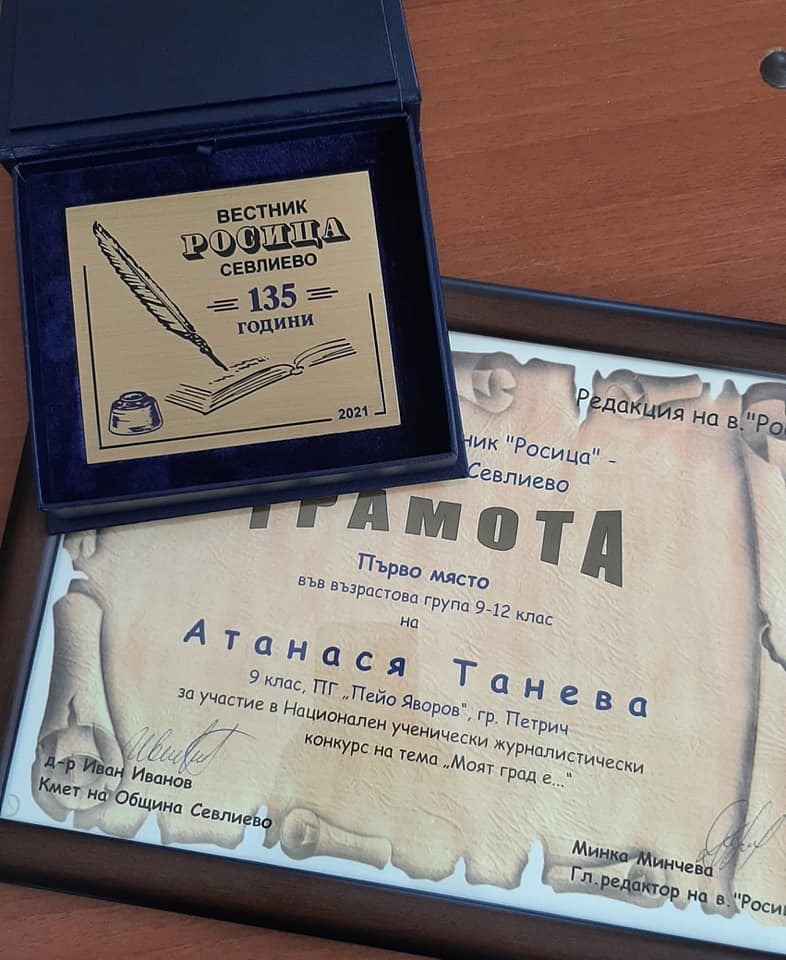 ВЕСТНИК
РОСИЦА
СЕВЛИЕВО
135
ГОДИНИ
2021
Редакция на в."Ро
ник "Росица" -
Севлиево
ГРАМОТА
Първо място
във възрастова група 9-12 клас
на
Атанася Танева
9 клас, ПГ „Пейо Яворов“, гр. Петрич
за участие в Национален ученически журналистически
конкурс на тема „Моят град е...“
д-р Иван Иванов
Кмет на Община Севлиево
Минка Минчева
Гл.редактор на в."Роси